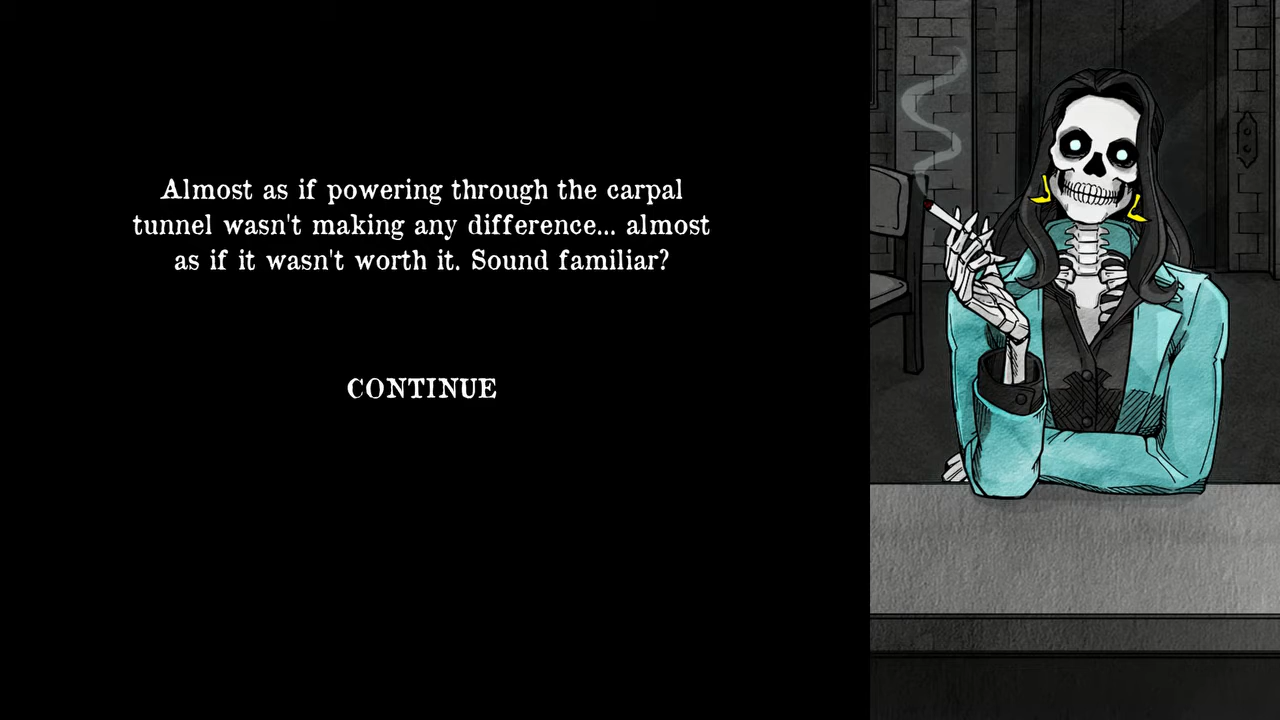 Almost as if powering through the carpal
tunnel wasn't making any difference... almost
as if it wasn't worth it. Sound familiar?
CONTINUE